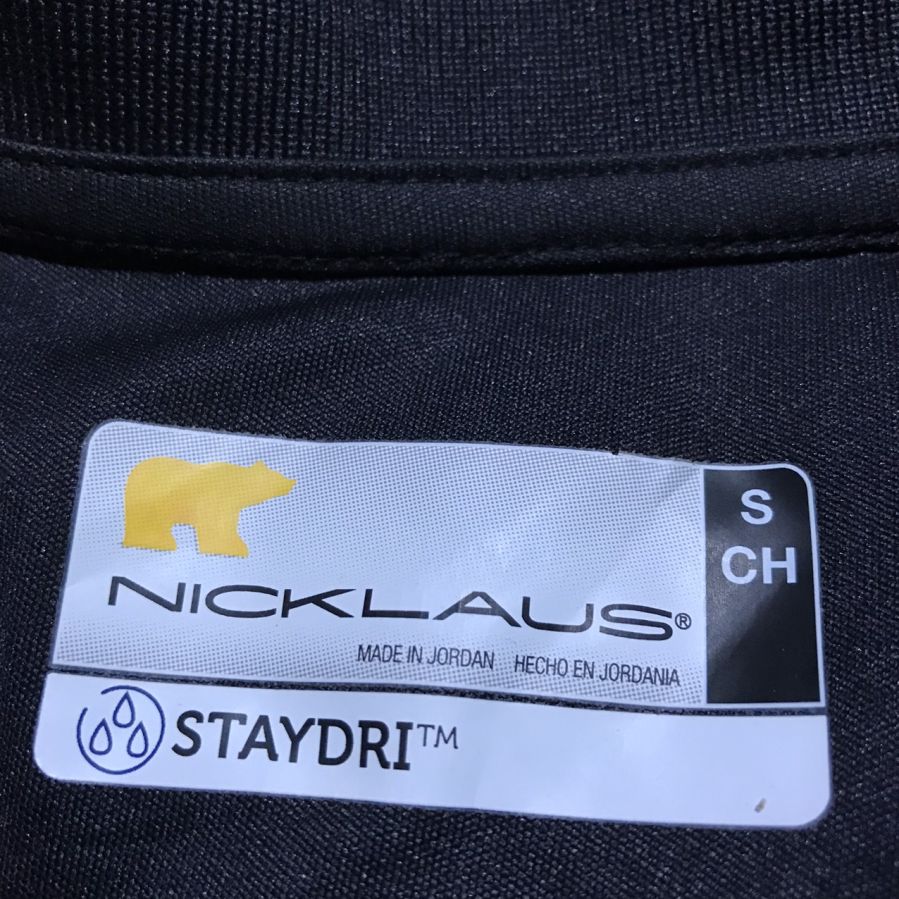 S
CH
NICKLAUS®
MADE IN JORDAN HECHO EN JORDANIA
STAYDRI™